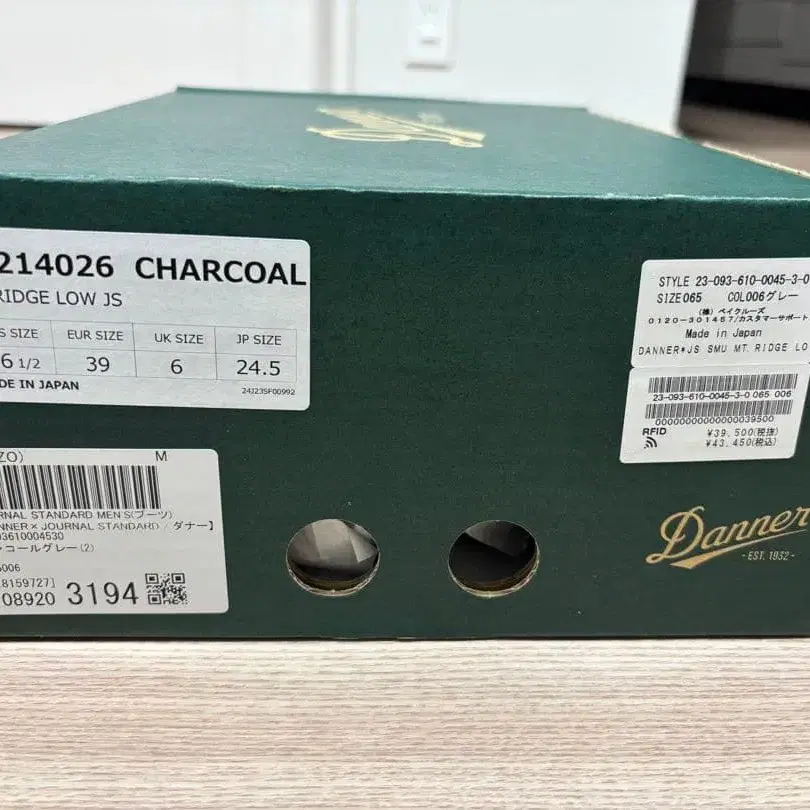 214026 CHARCOAL
RIDGE LOW JS
S SIZE EUR SIZE UK SIZE JP SIZE
6 1/2 39 6 24.5
DE IN JAPAN
24J23SF00992
ZO) M
RNAL STANDARD MEN'S(ブーツ)
NNER×JOURNAL STANDARD / ダナー】
03610004530
コールグレー(2)
006
8159727]
08920 3194
STYLE 23-093-610-0045-3-0
SIZE065 COL006グレー
(株) ベイクルーズ
0120-301457/カスタマーサポート
Made in Japan
DANNER*JS SMU MT.RIDGE LO
23-093-610-0045-3-0 065 006
0000000000000000039500
RFID ¥39,500(税抜)
¥43,450(税込)
Danner
- EST. 1932 -